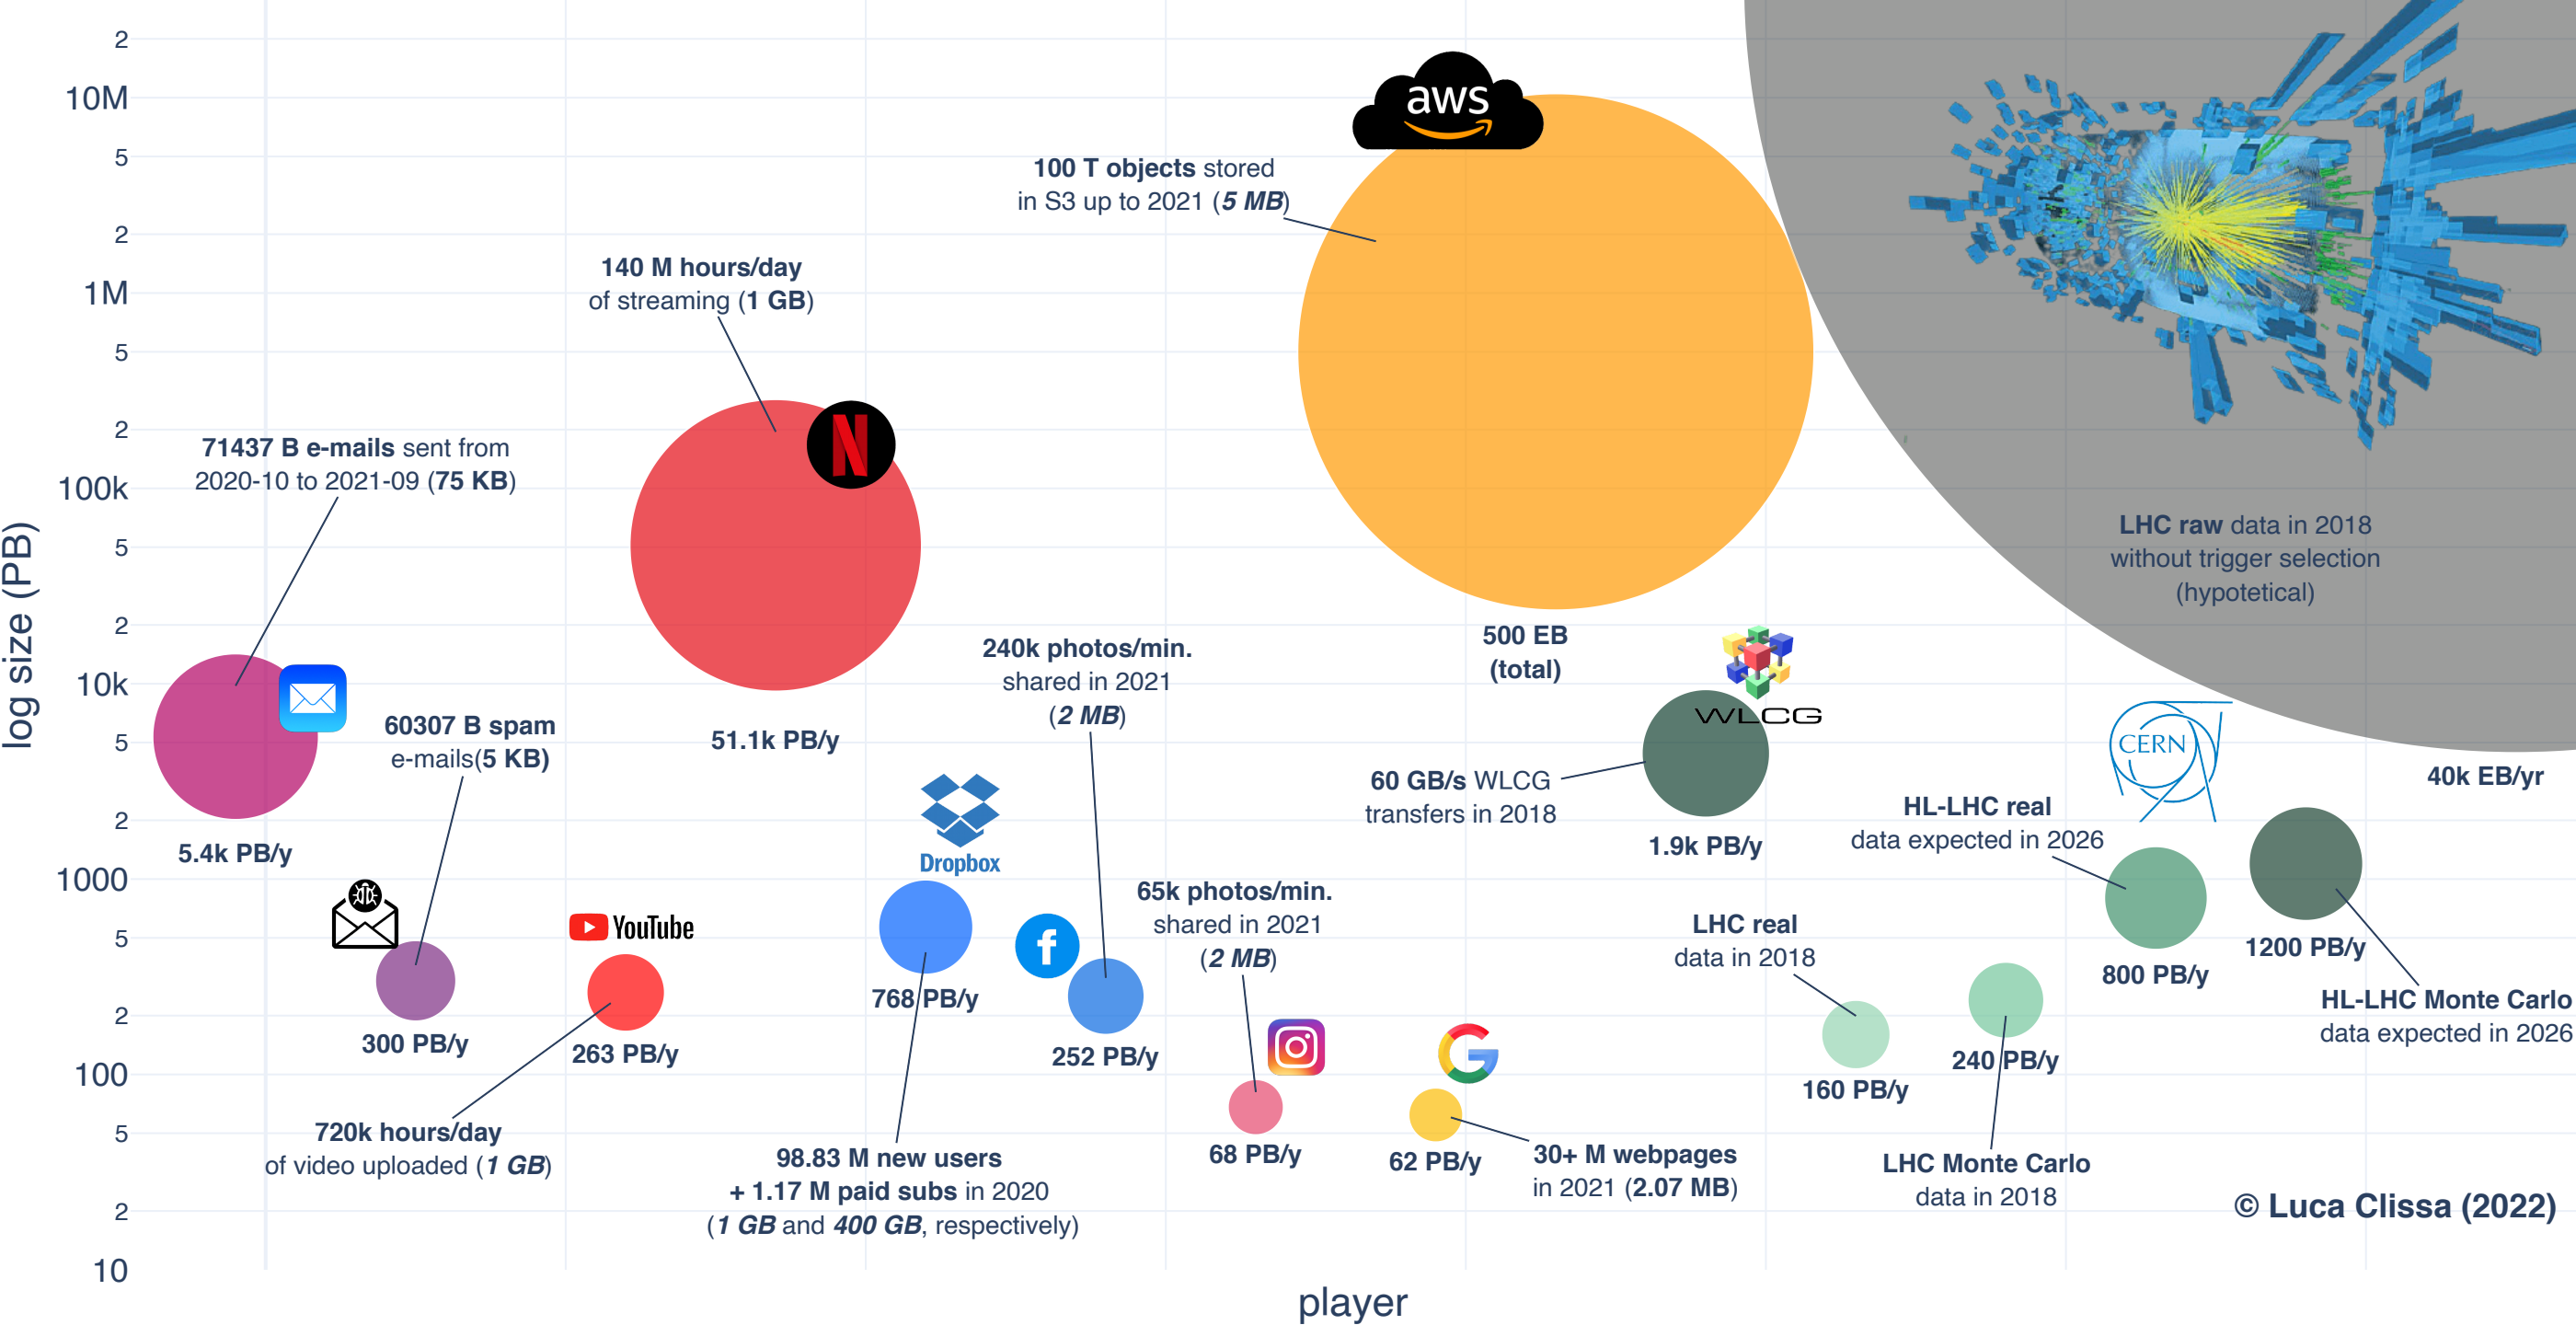 log size (PB)
2
10M
5
2
1M
5
2
100k
5
2
10k
5
2
1000
5
2
100
5
2
10
player
71437 B e-mails sent from
2020-10 to 2021-09 (75 KB)
5.4k PB/y
60307 B spam
e-mails(5 KB)
300 PB/y
YouTube
263 PB/y
720k hours/day
of video uploaded (1 GB)
140 M hours/day
of streaming (1 GB)
N
51.1k PB/y
Dropbox
768 PB/y
98.83 M new users
+ 1.17 M paid subs in 2020
(1 GB and 400 GB, respectively)
240k photos/min.
shared in 2021
(2 MB)
f
252 PB/y
65k photos/min.
shared in 2021
(2 MB)
68 PB/y
G
62 PB/y
30+ M webpages
in 2021 (2.07 MB)
aws
100 T objects stored
in S3 up to 2021 (5 MB)
500 EB
(total)
WLCG
60 GB/s WLCG
transfers in 2018
1.9k PB/y
LHC real
data in 2018
160 PB/y
240 PB/y
LHC Monte Carlo
data in 2018
CERN
HL-LHC real
data expected in 2026
800 PB/y
1200 PB/y
HL-LHC Monte Carlo
data expected in 2026
LHC raw data in 2018
without trigger selection
(hypotetical)
40k EB/yr
© Luca Clissa (2022)